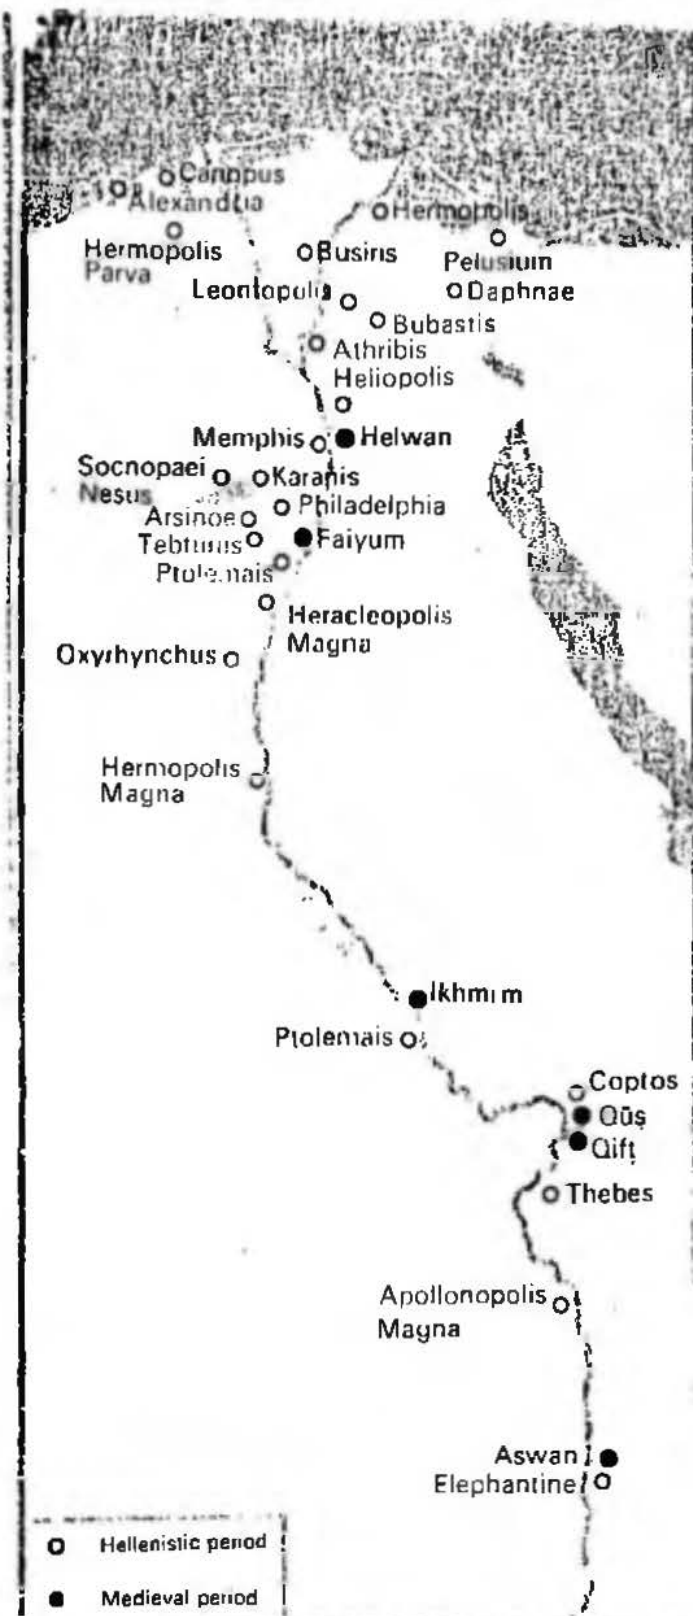 Canopus
Alexandria
Hermopolis
Hermopolis
Parva
Busiris
Pelusium
Leontopolis
Daphnae
Bubastis
Athribis
Heliopolis
Memphis
Helwan
Socnopaei
Nesus
Karanis
Philadelphia
Arsinoe
Tebtunis
Faiyum
Ptolemais
Heracleopolis
Magna
Oxyrhynchus
Hermopolis
Magna
Ikhmim
Ptolemais
Coptos
Qūṣ
Qifṭ
Thebes
Apollonopolis
Magna
Aswan
Elephantine
Hellenistic period
Medieval period